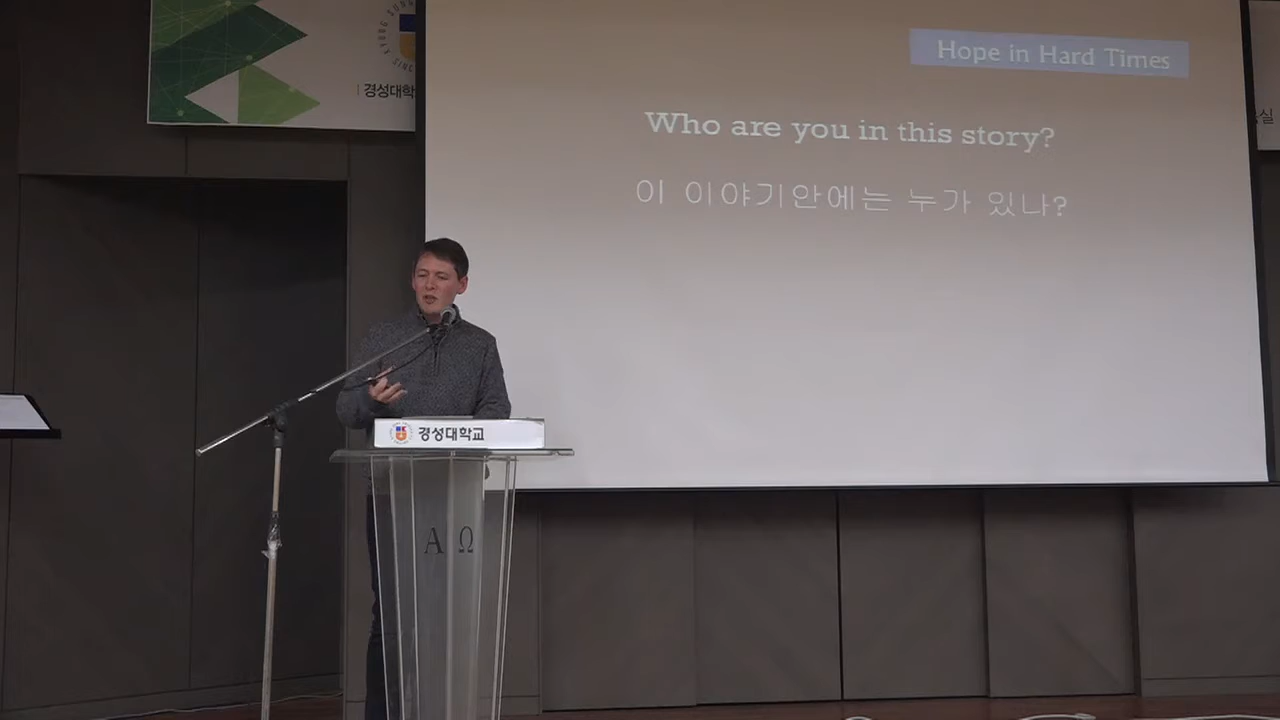 Hope in Hard Times
Who are you in this story?
이 이야기안에는 누가 있나?
경성대학
경성대학교
Α Ω